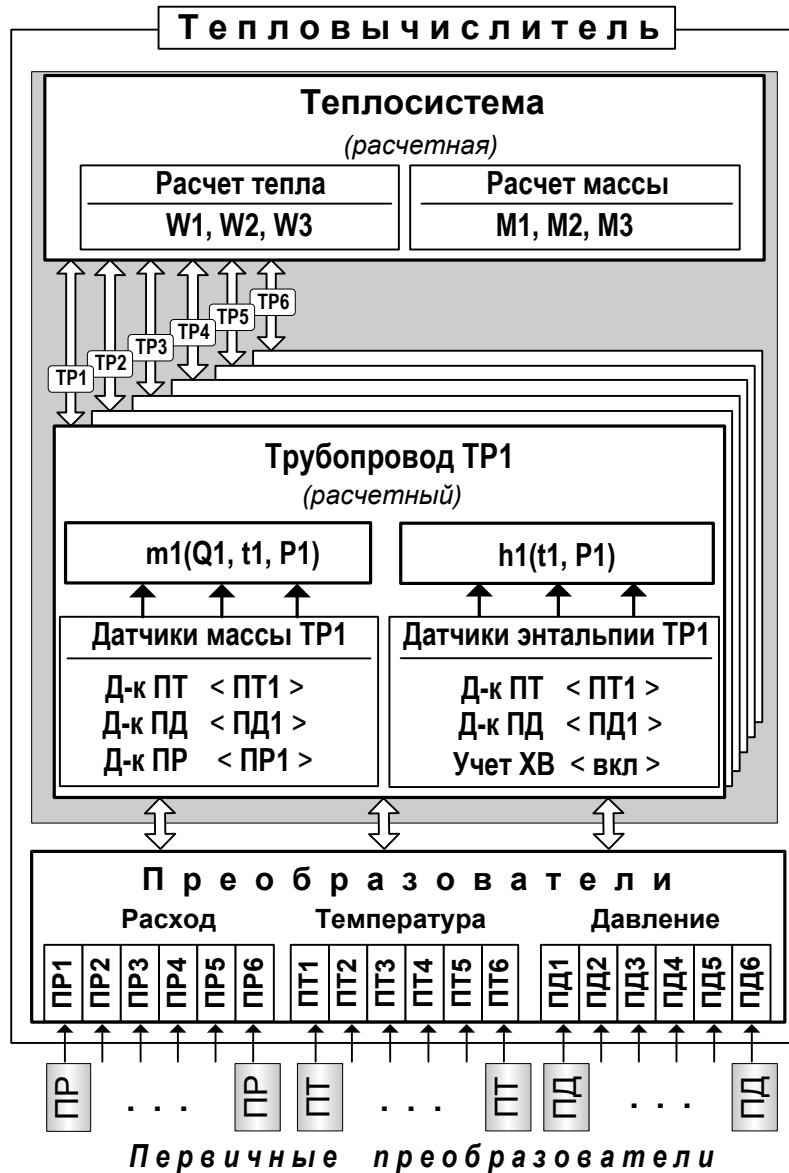 Тепловычислитель
Теплосистема
(расчетная)
Расчет тепла
W1, W2, W3
Расчет массы
M1, M2, M3
ТР1
ТР2
ТР3
ТР4
ТР5
ТР6
Трубопровод ТР1
(расчетный)
m1(Q1, t1, P1)
h1(t1, P1)
Датчики массы ТР1
Д-к ПТ < ПТ1 >
Д-к ПД < ПД1 >
Д-к ПР < ПР1 >
Датчики энтальпии ТР1
Д-к ПТ < ПТ1 >
Д-к ПД < ПД1 >
Учет ХВ < вкл >
Преобразователи
Расход
Температура
Давление
ПР1
ПР2
ПР3
ПР4
ПР5
ПР6
ПТ1
ПТ2
ПТ3
ПТ4
ПТ5
ПТ6
ПД1
ПД2
ПД3
ПД4
ПД5
ПД6
ПР
. . .
ПР
ПТ
. . .
ПТ
ПД
. . .
ПД
Первичные преобразователи